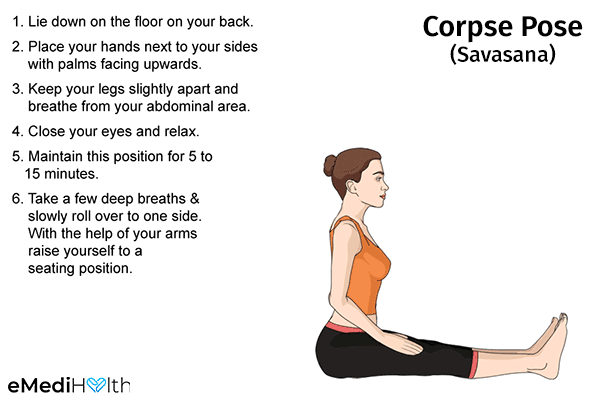 1. Lie down on the floor on your back.
2. Place your hands next to your sides
with palms facing upwards.
3. Keep your legs slightly apart and
breathe from your abdominal area.
4. Close your eyes and relax.
5. Maintain this position for 5 to
15 minutes.
6. Take a few deep breaths &
slowly roll over to one side.
With the help of your arms
raise yourself to a
seating position.
Corpse Pose
(Savasana)
eMediHealth